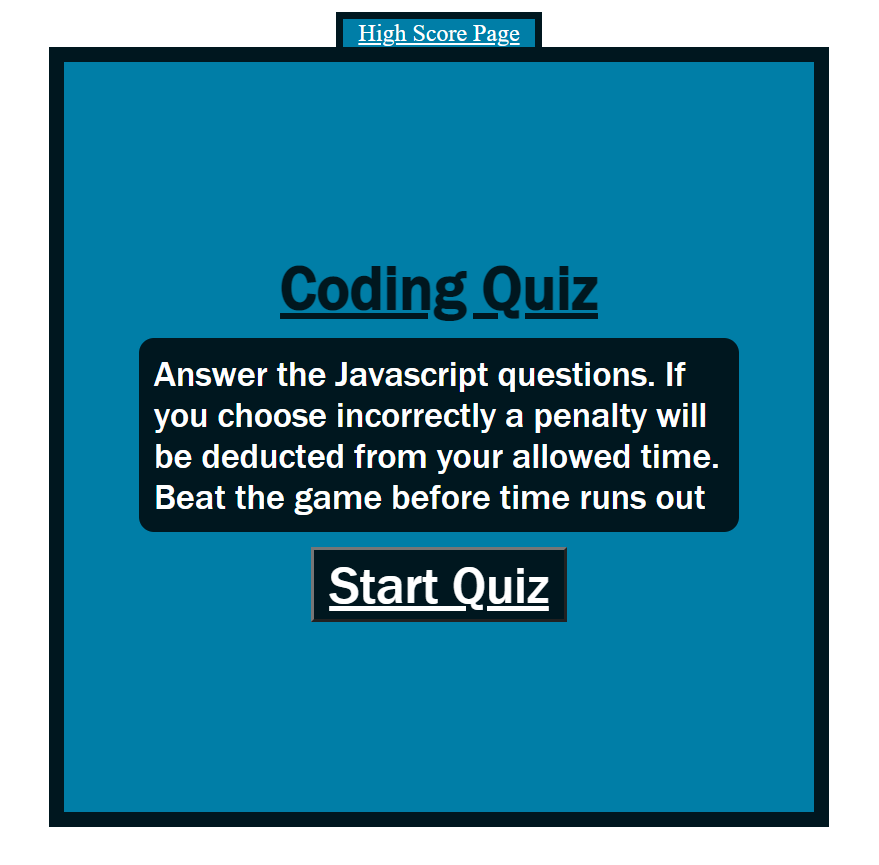 High Score Page
Coding Quiz
Answer the Javascript questions. If
you choose incorrectly a penalty will
be deducted from your allowed time.
Beat the game before time runs out
Start Quiz